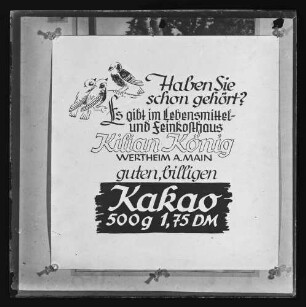 Haben Sie
schon gehört?
Es gibt im Lebensmittel-
und Feinkosthaus
Kilian König
WERTHEIM A. MAIN
guten, billigen
Kakao
500 g 1,75 DM